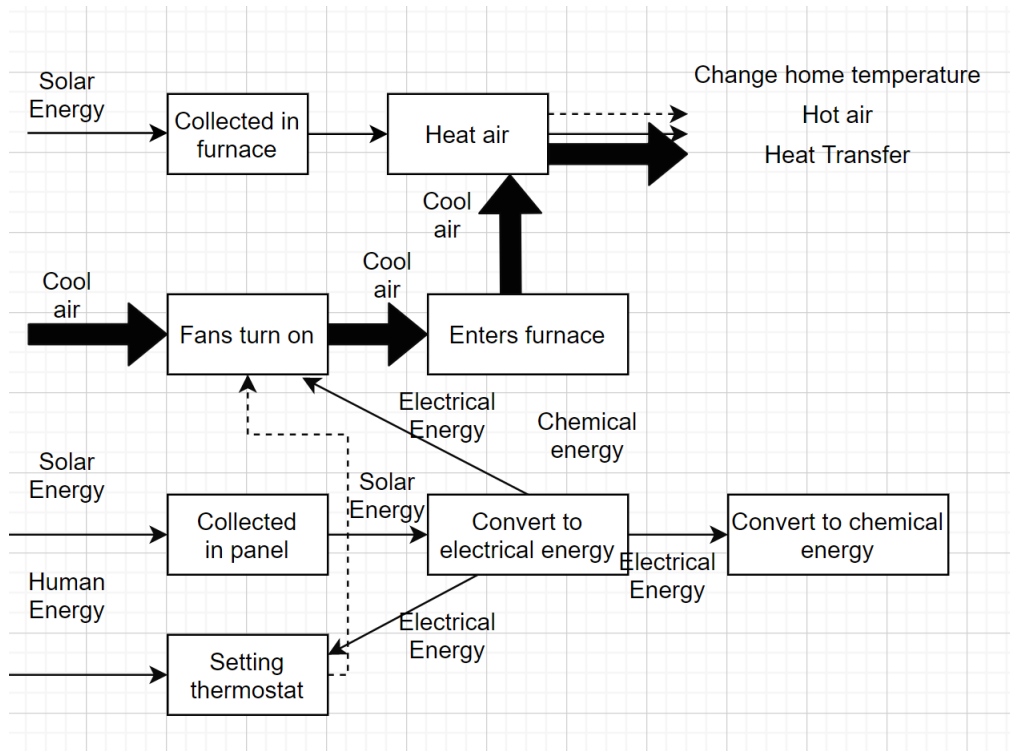 Solar
Energy
Collected in
furnace
Heat air
Change home temperature
Hot air
Heat Transfer
Cool
air
Cool
air
Cool
air
Fans turn on
Enters furnace
Electrical
Energy
Chemical
energy
Solar
Energy
Collected
in panel
Solar
Energy
Convert to
electrical energy
Electrical
Energy
Convert to chemical
energy
Human
Energy
Setting
thermostat
Electrical
Energy